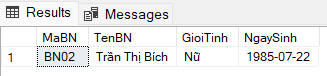 Results Messages
MaBN TenBN GioiTinh NgaySinh
1 BN02 Trần Thị Bích Nữ 1985-07-22